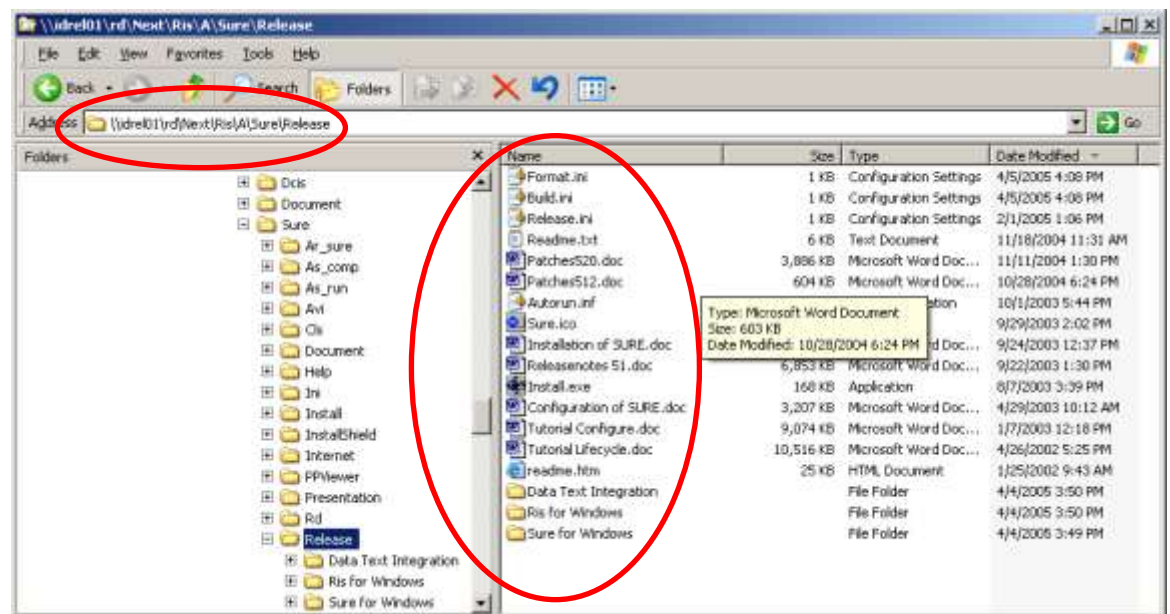 \\idrel01\rd\Next\Ris\A\Sure\Release
File Edit View Favorites Tools Help
Back Search Folders
Address \\idrel01\rd\Next\Ris\A\Sure\Release Go
Folders
Dcis
Document
Sure
Ar_sure
As_comp
As_run
Avi
Document
Help
Ini
Install
InstallShield
Internet
PPViewer
Presentation
Rd
Release
Data Text Integration
Ris for Windows
Sure for Windows
Name Size Type Date Modified
Format.ini 1 KB Configuration Settings 4/5/2005 4:08 PM
Build.ini 1 KB Configuration Settings 4/5/2005 4:08 PM
Release.ini 1 KB Configuration Settings 2/1/2005 1:06 PM
Readme.txt 6 KB Text Document 11/18/2004 11:31 AM
Patches520.doc 3,886 KB Microsoft Word Doc... 11/11/2004 1:30 PM
Patches512.doc 604 KB Microsoft Word Doc... 10/28/2004 6:24 PM
Autorun.inf 10/1/2003 5:44 PM
Sure.ico 9/29/2003 2:02 PM
Installation of SURE.doc Doc... 9/24/2003 12:37 PM
Releasenotes 51.doc 6,853 KB Microsoft Word Doc... 9/22/2003 1:30 PM
Install.exe 168 KB Application 8/7/2003 3:39 PM
Configuration of SURE.doc 3,207 KB Microsoft Word Doc... 4/29/2003 10:12 AM
Tutorial Configure.doc 9,074 KB Microsoft Word Doc... 1/7/2003 12:18 PM
Tutorial Lifecycle.doc 10,516 KB Microsoft Word Doc... 4/26/2002 5:25 PM
readme.htm 25 KB HTML Document 1/25/2002 9:43 AM
Data Text Integration File Folder 4/4/2005 3:50 PM
Ris for Windows File Folder 4/4/2005 3:50 PM
Sure for Windows File Folder 4/4/2005 3:49 PM
Type: Microsoft Word Document
Size: 603 KB
Date Modified: 10/28/2004 6:24 PM